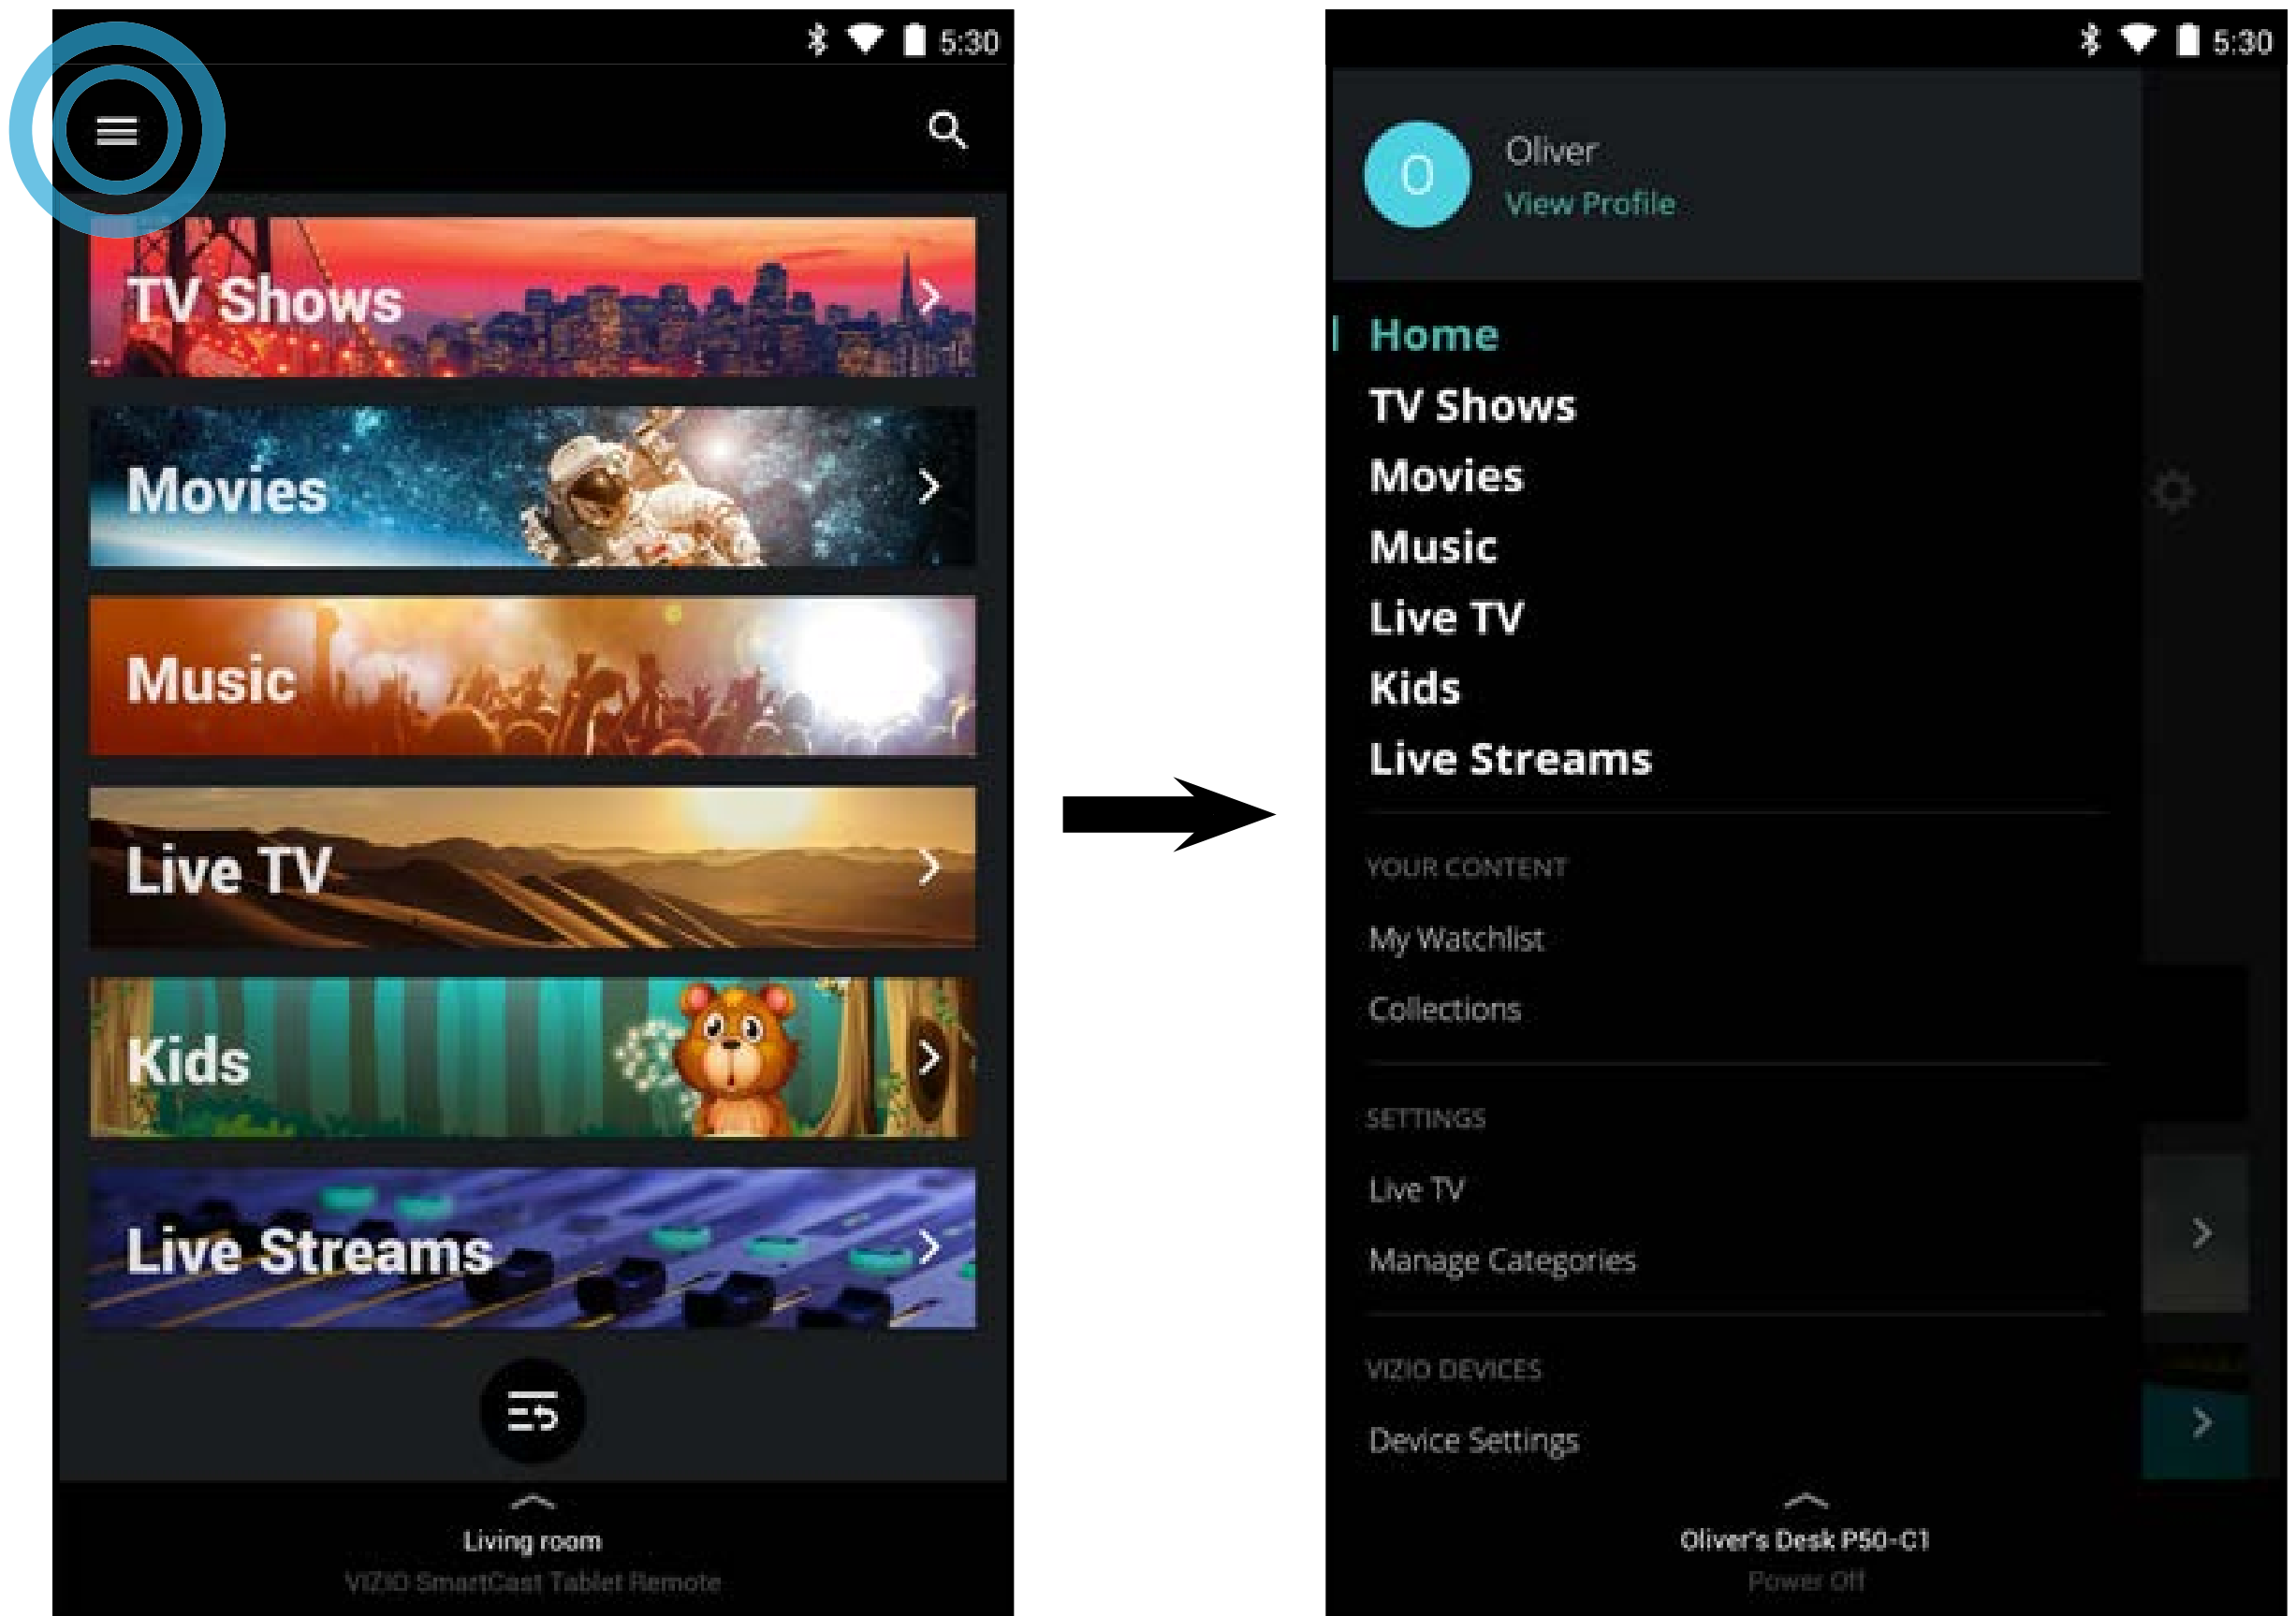 5:30
TV Shows
Movies
Music
Live TV
Kids
Live Streams
Living room
VIZIO SmartCast Tablet Remote
5:30
O
Oliver
View Profile
Home
TV Shows
Movies
Music
Live TV
Kids
Live Streams
YOUR CONTENT
My Watchlist
Collections
SETTINGS
Live TV
Manage Categories
VIZIO DEVICES
Device Settings
Oliver's Desk P50-C1
Power Off